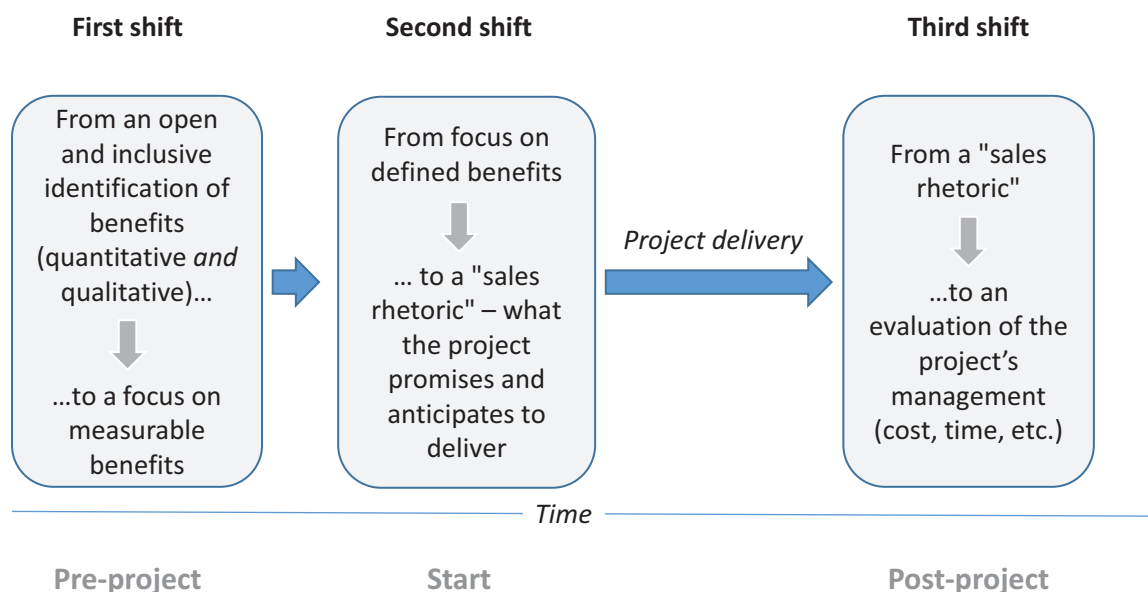 First shift
Second shift
Third shift
From an open
and inclusive
identification of
benefits
(quantitative and
qualitative)...
...to a focus on
measurable
benefits
From focus on
defined benefits
... to a "sales
rhetoric" – what
the project
promises and
anticipates to
deliver
Project delivery
From a "sales
rhetoric"
...to an
evaluation of the
project’s
management
(cost, time, etc.)
Time
Pre-project
Start
Post-project